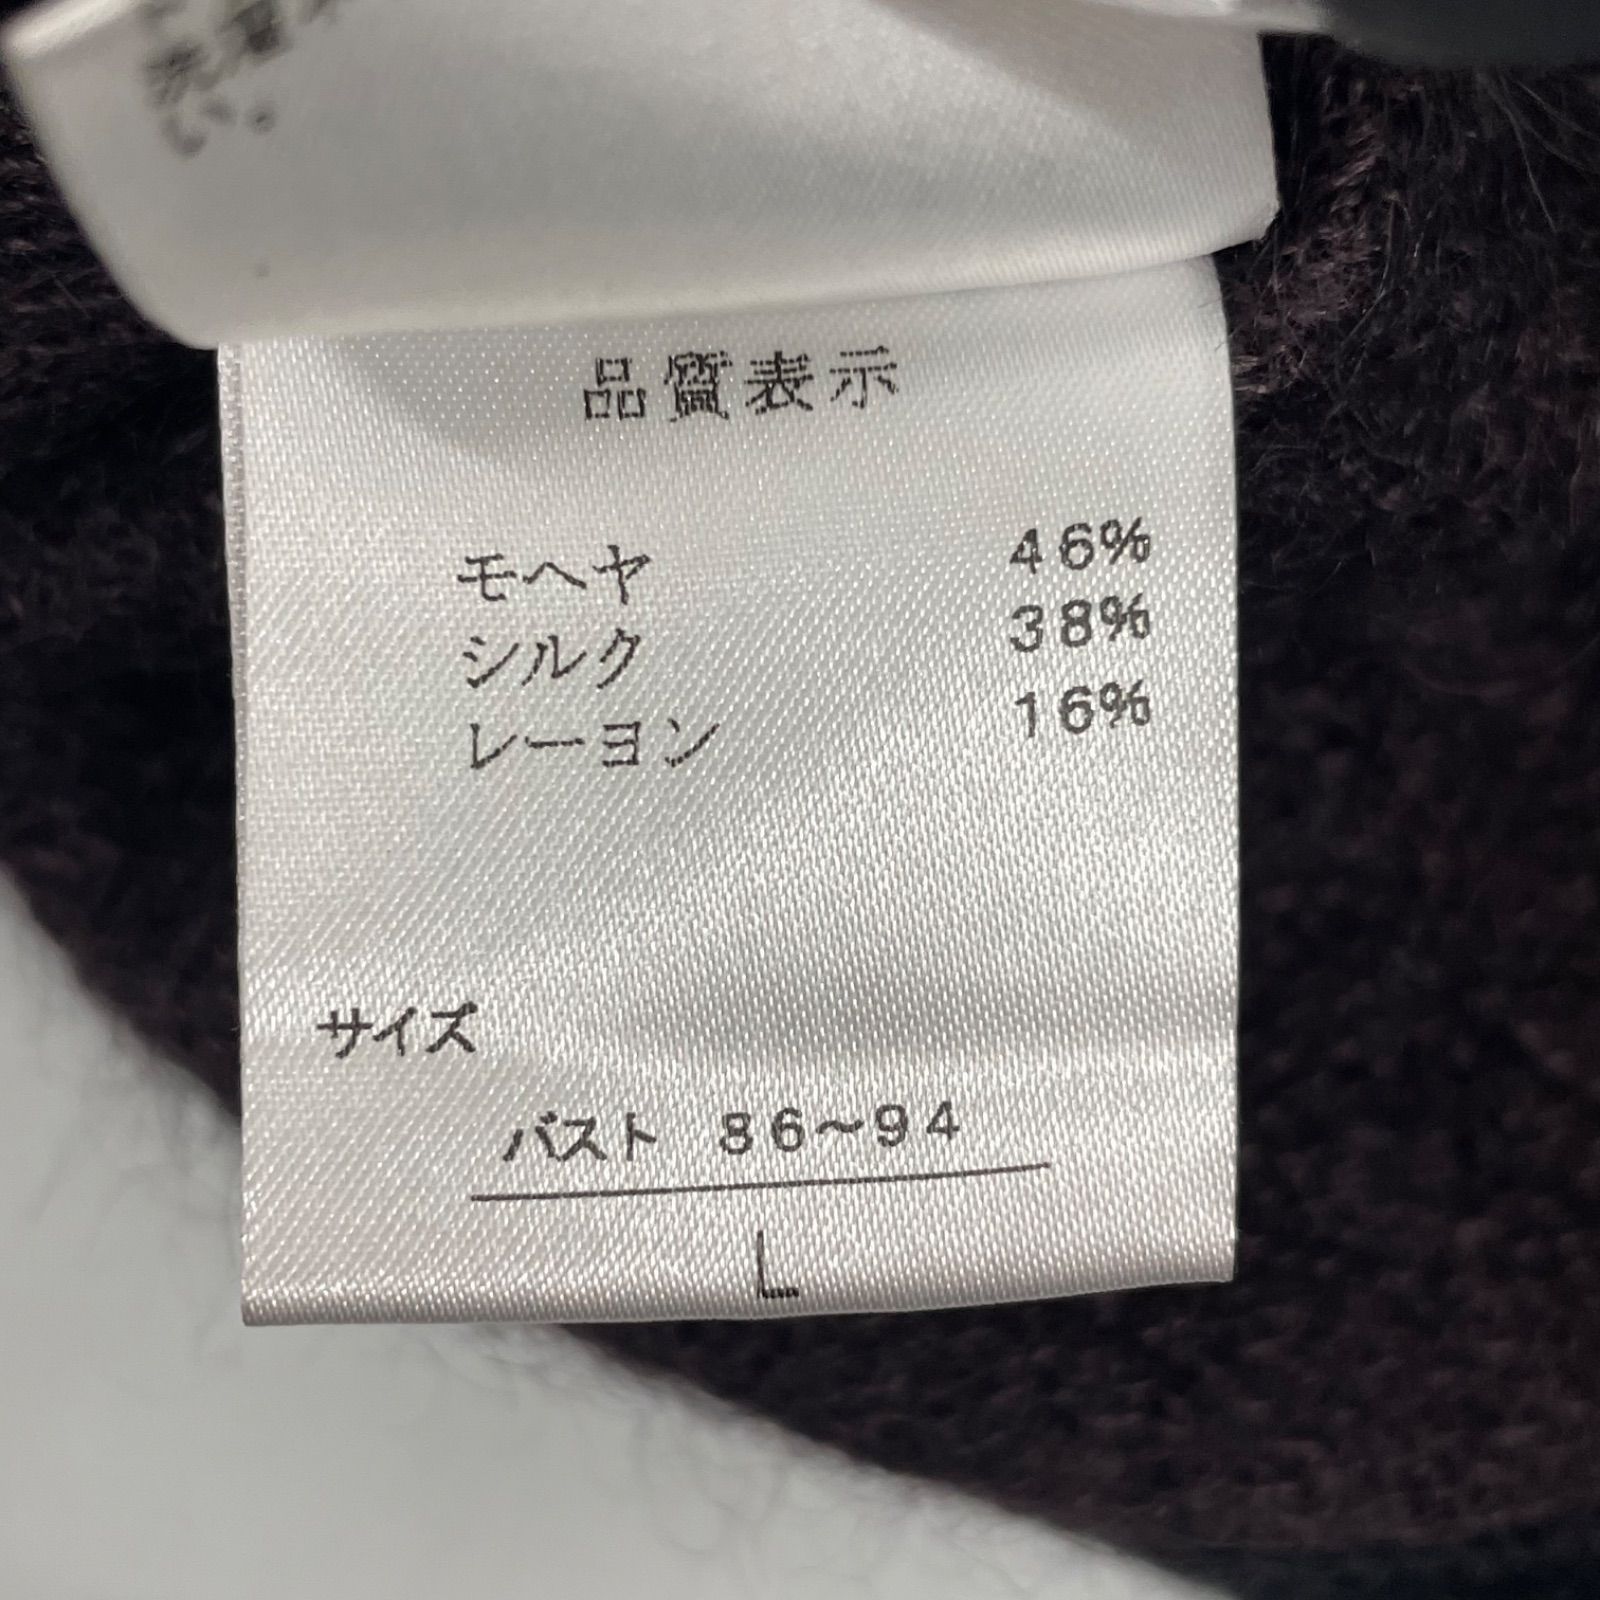 品質表示
モヘヤ 46%
シルク 38%
レーヨン 16%
サイズ
バスト 86〜94
L